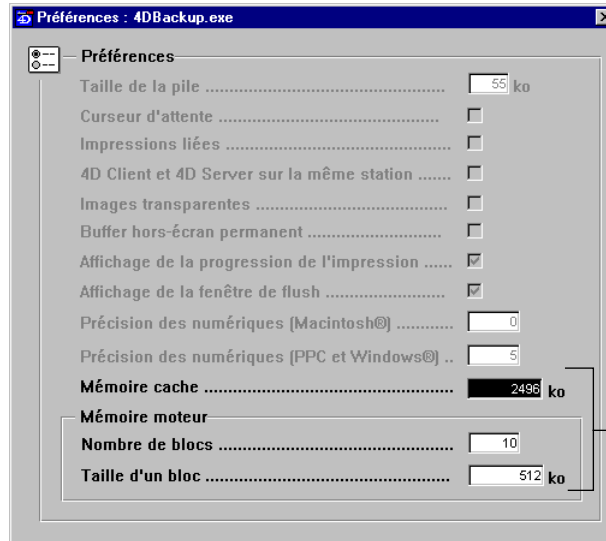 Préférences : 4DBackup.exe
Préférences
Taille de la pile ............................................... 55 ko
Curseur d'attente .......................................
Impressions liées ..............................................
4D Client et 4D Server sur la même station .......
Images transparentes .......................................
Buffer hors-écran permanent ........................
Affichage de la progression de l'impression ......
Affichage de la fenêtre de flush .........................
Précision des numériques (Macintosh®) ........... 0
Précision des numériques (PPC et Windows®) .. 5
Mémoire cache ................................................ 2496 ko
Mémoire moteur
Nombre de blocs .............................................. 10
Taille d'un bloc ................................................ 512 ko